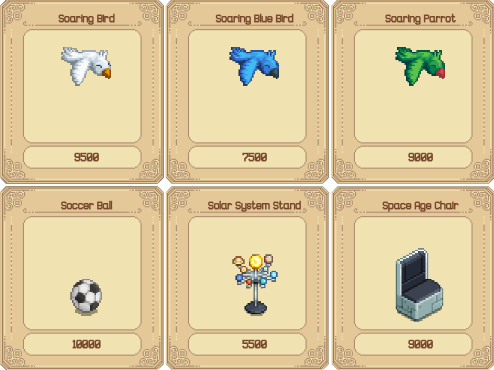 Soaring Bird
Soaring Blue Bird
Soaring Parrot
9500
7500
9000
Soccer Ball
Solar System Stand
Space Age Chair
10000
5500
9000